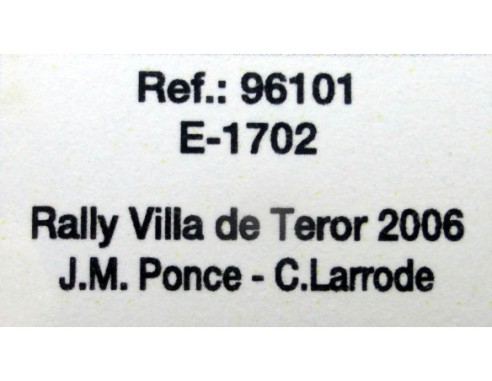 Ref.: 96101
E-1702
Rally Villa de Teror 2006
J.M. Ponce - C.Larrode